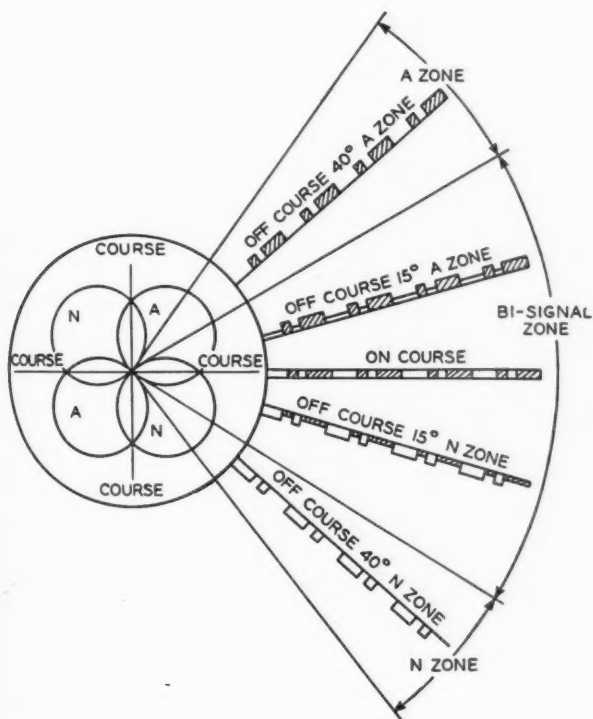 A ZONE
OFF COURSE 40° A ZONE
COURSE
OFF COURSE 15° A ZONE
N
A
BI-SIGNAL
ZONE
COURSE
COURSE
ON COURSE
OFF COURSE 15° N ZONE
A
N
COURSE
OFF COURSE 40° N ZONE
N ZONE